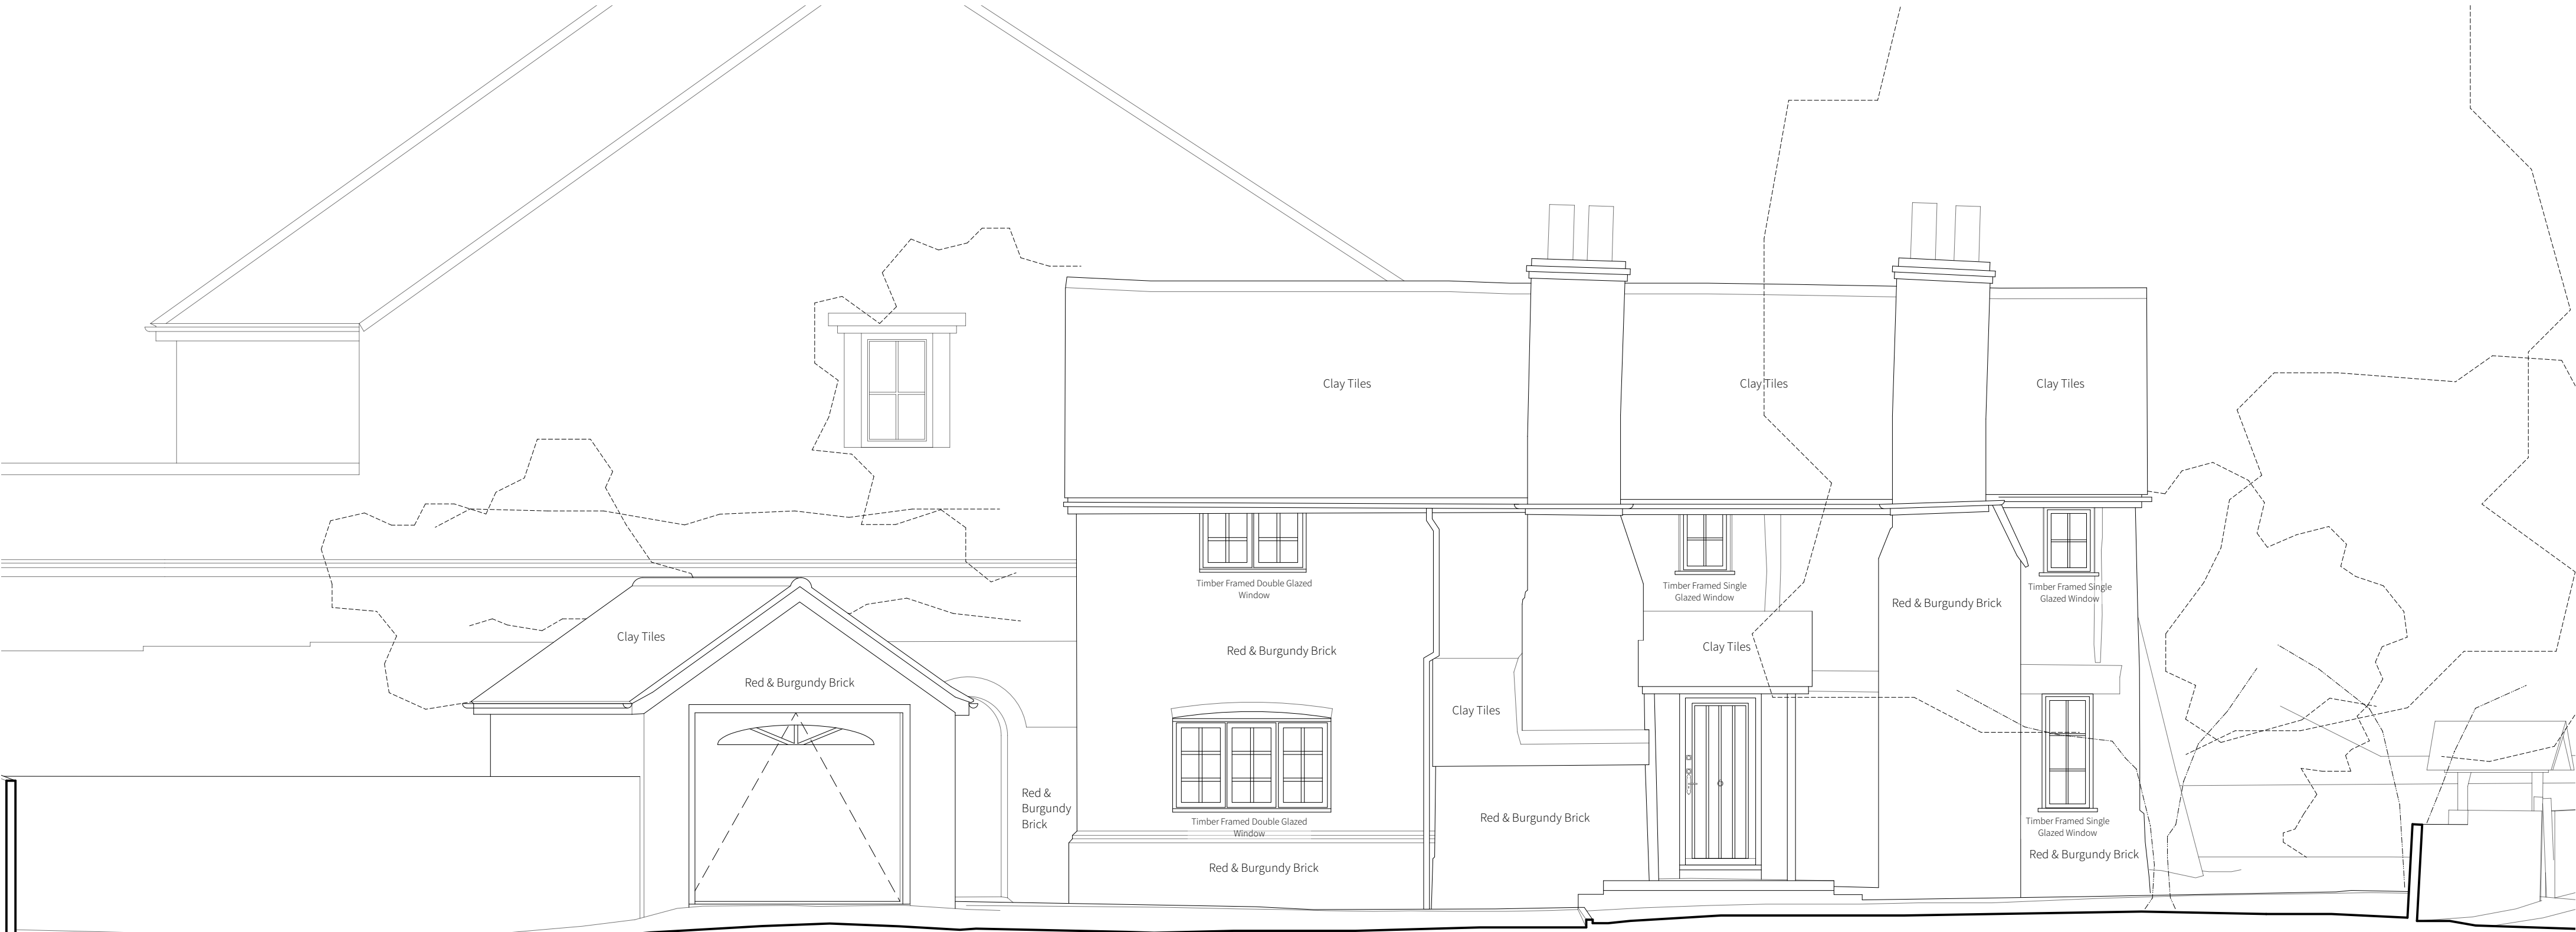 Clay Tiles
Clay Tiles
Clay Tiles
Timber Framed Double Glazed
Window
Timber Framed Single
Glazed Window
Timber Framed Single
Glazed Window
Red & Burgundy Brick
Clay Tiles
Red & Burgundy Brick
Clay Tiles
Red & Burgundy Brick
Clay Tiles
Red &
Burgundy
Brick
Timber Framed Double Glazed
Window
Red & Burgundy Brick
Timber Framed Single
Glazed Window
Red & Burgundy Brick
Red & Burgundy Brick